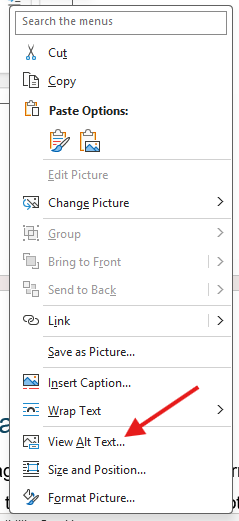 Search the menus
Cut
Copy
Paste Options:
Edit Picture
Change Picture
Group
Bring to Front
Send to Back
Link
Save as Picture...
Insert Caption...
Wrap Text
View Alt Text...
Size and Position...
Format Picture...